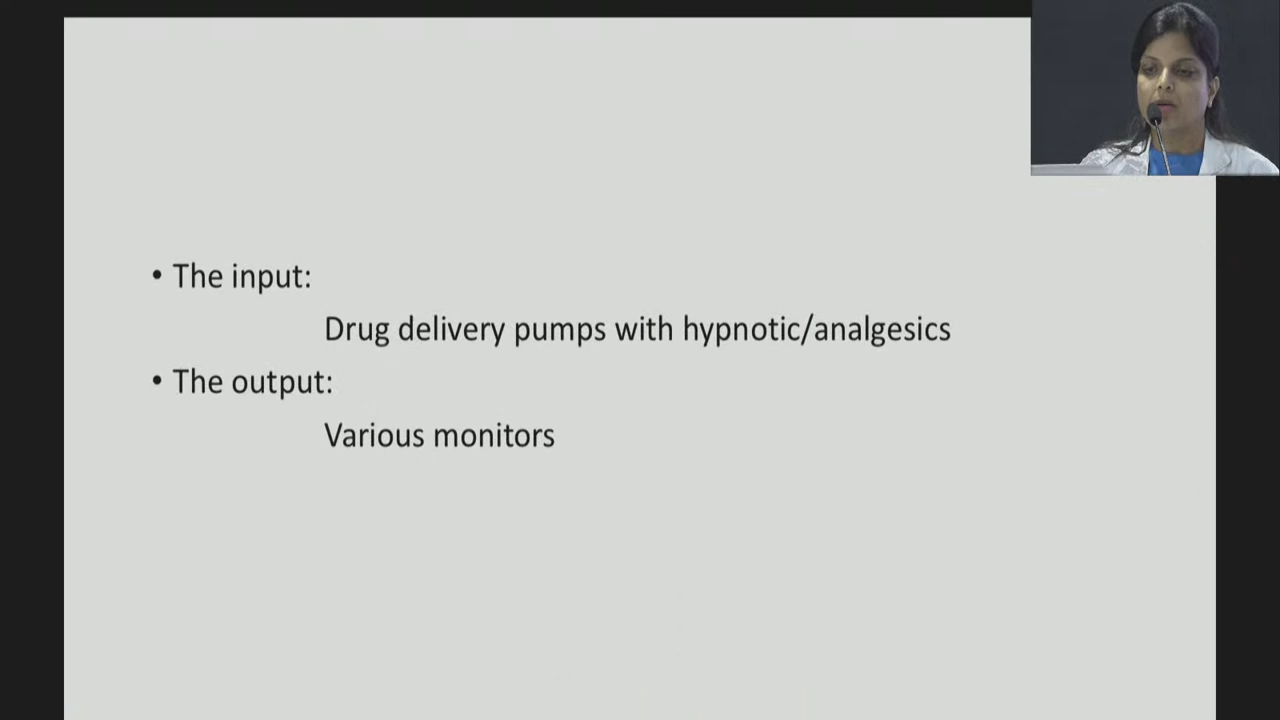 • The input:
Drug delivery pumps with hypnotic/analgesics
• The output:
Various monitors